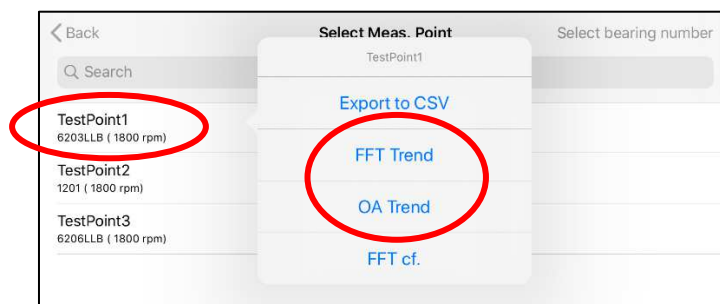 Back
Select Meas. Point
Select bearing number
Search
TestPoint1
6203LLB ( 1800 rpm)
TestPoint2
1201 ( 1800 rpm)
TestPoint3
6206LLB ( 1800 rpm)
TestPoint1
Export to CSV
FFT Trend
OA Trend
FFT cf.